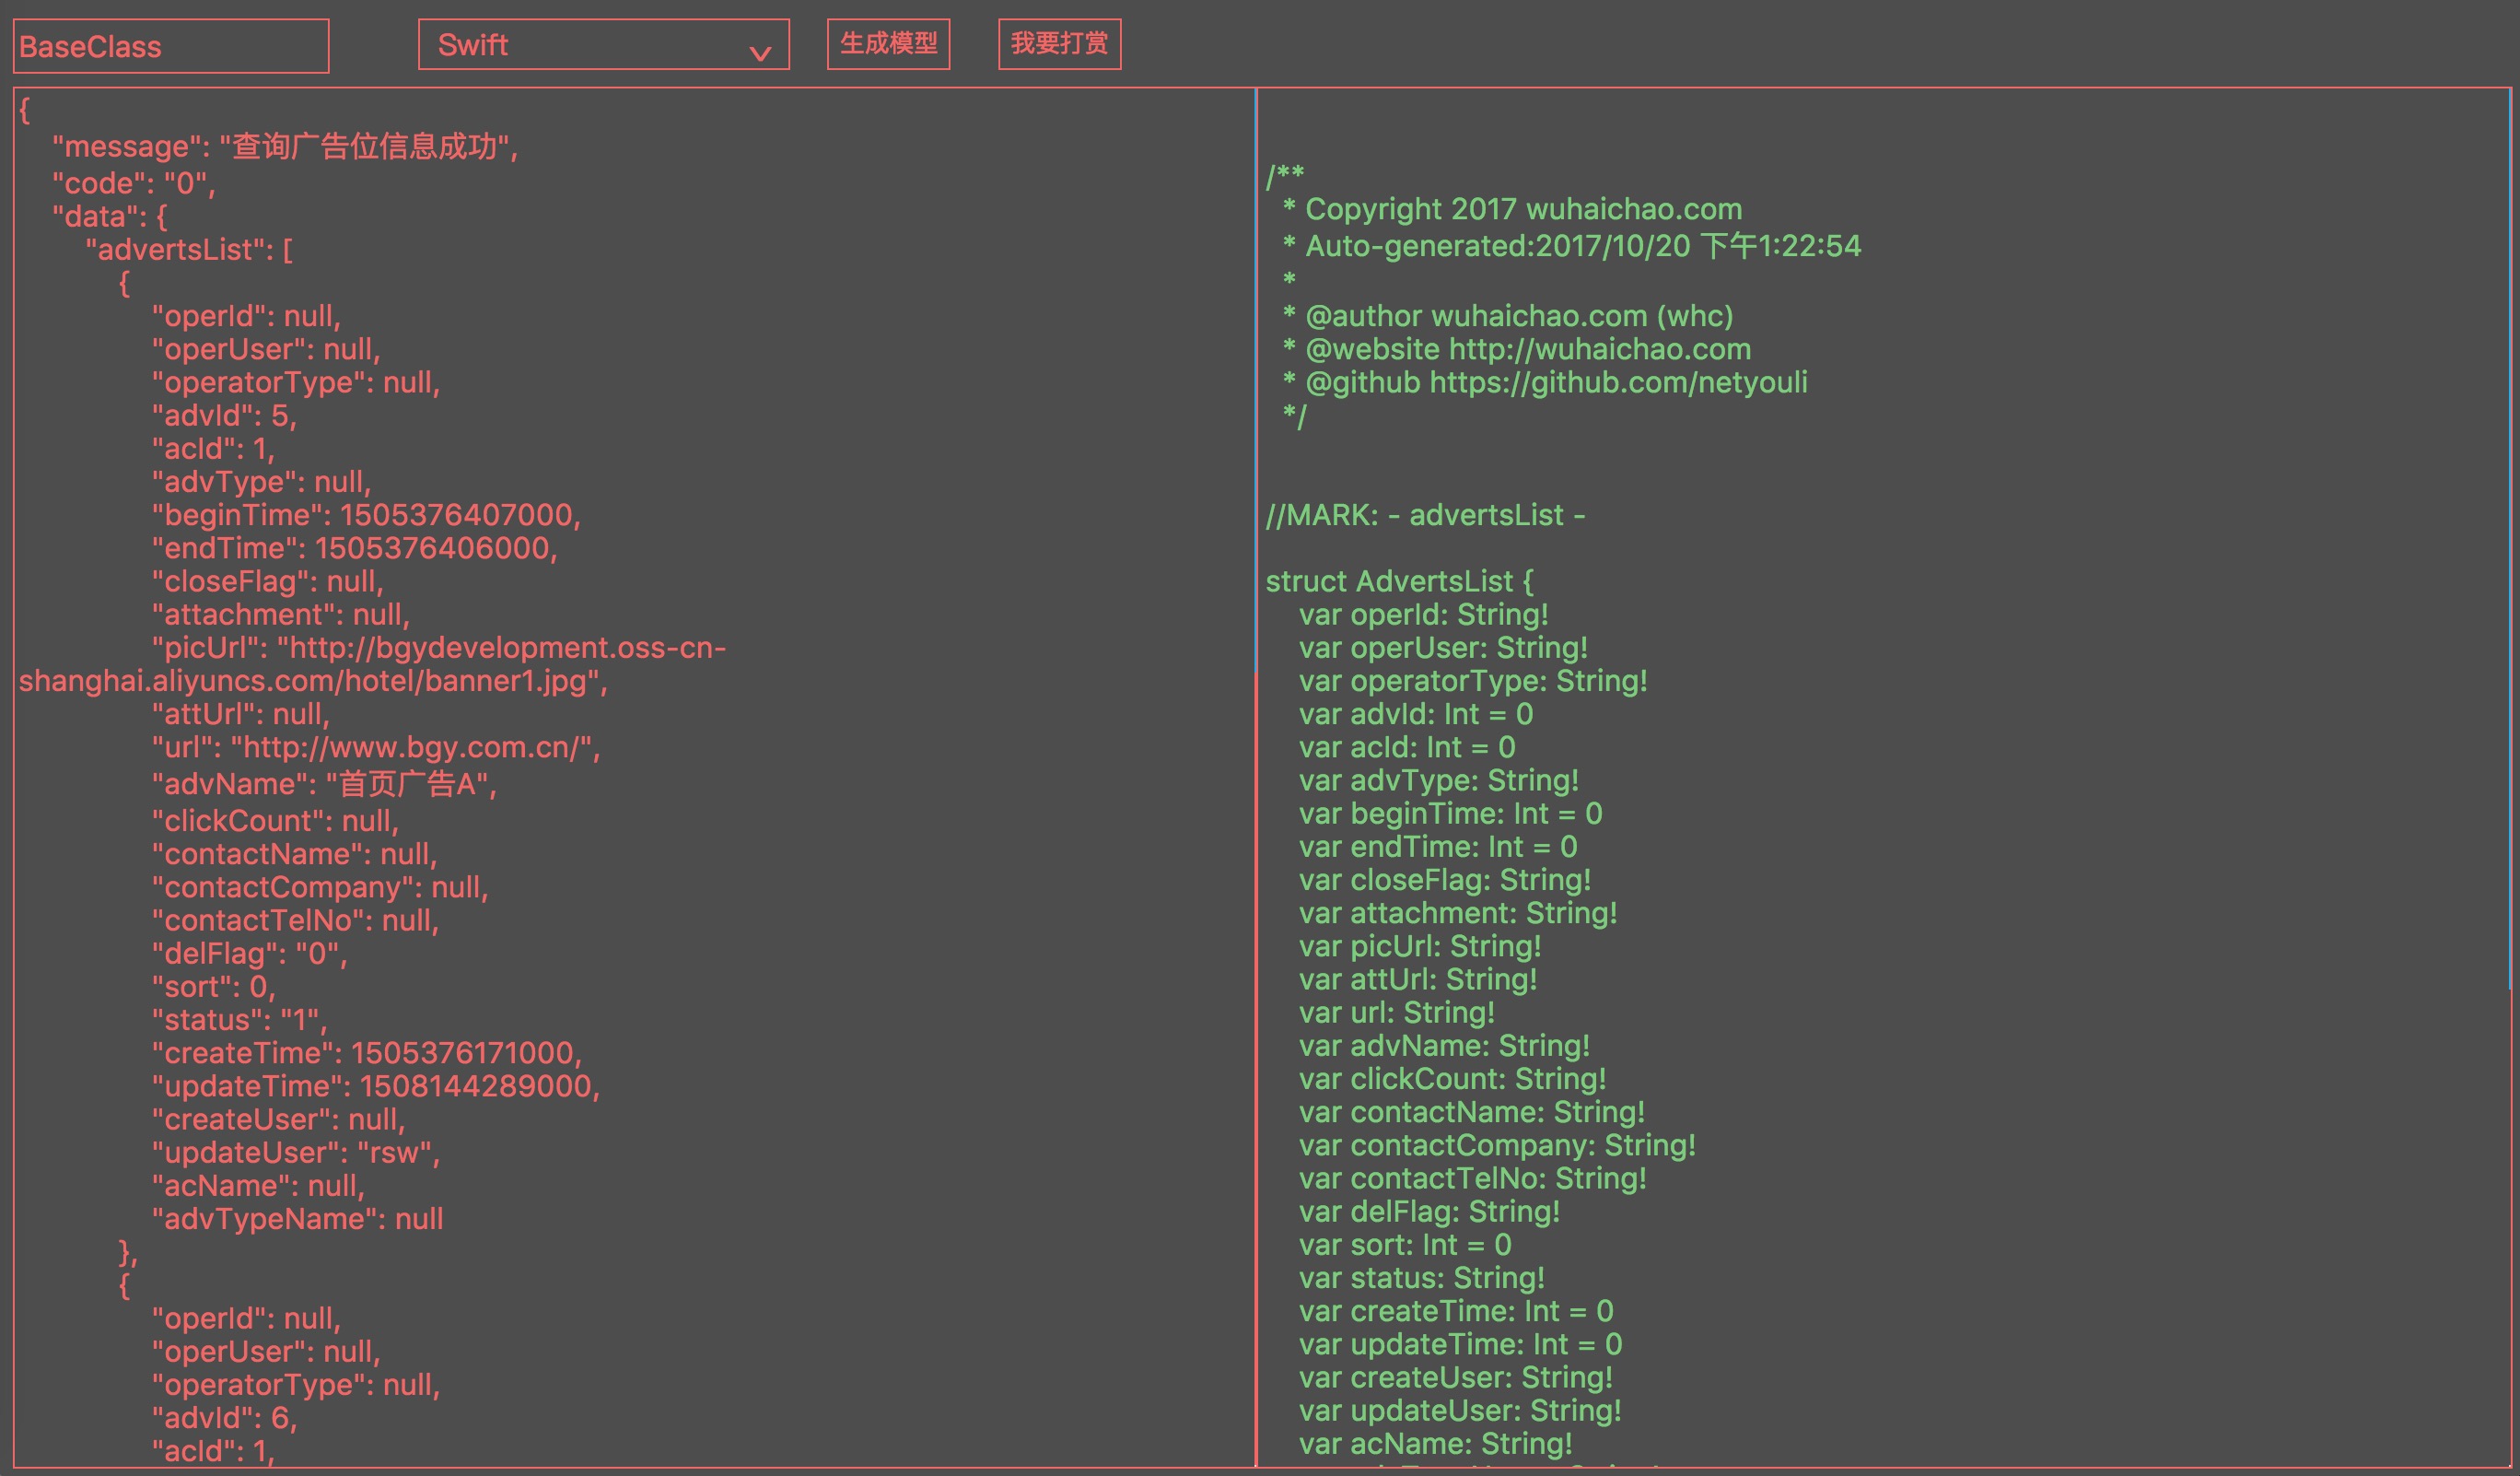 BaseClass
Swift
生成模型
我要打赏
{
"message": "查询广告位信息成功",
"code": "0",
"data": {
"advertsList": [
{
"operId": null,
"operUser": null,
"operatorType": null,
"advId": 5,
"acId": 1,
"advType": null,
"beginTime": 1505376407000,
"endTime": 1505376406000,
"closeFlag": null,
"attachment": null,
"picUrl": "http://bgydevelopment.oss-cn-
shanghai.aliyuncs.com/hotel/banner1.jpg",
"attUrl": null,
"url": "http://www.bgy.com.cn/",
"advName": "首页广告A",
"clickCount": null,
"contactName": null,
"contactCompany": null,
"contactTelNo": null,
"delFlag": "0",
"sort": 0,
"status": "1",
"createTime": 1505376171000,
"updateTime": 1508144289000,
"createUser": null,
"updateUser": "rsw",
"acName": null,
"advTypeName": null
},
{
"operId": null,
"operUser": null,
"operatorType": null,
"advId": 6,
"acId": 1,
/**
* Copyright 2017 wuhaichao.com
* Auto-generated:2017/10/20 下午1:22:54
*
* @author wuhaichao.com (whc)
* @website http://wuhaichao.com
* @github https://github.com/netyouli
*/
//MARK: - advertsList -
struct AdvertsList {
var operId: String!
var operUser: String!
var operatorType: String!
var advId: Int = 0
var acId: Int = 0
var advType: String!
var beginTime: Int = 0
var endTime: Int = 0
var closeFlag: String!
var attachment: String!
var picUrl: String!
var attUrl: String!
var url: String!
var advName: String!
var clickCount: String!
var contactName: String!
var contactCompany: String!
var contactTelNo: String!
var delFlag: String!
var sort: Int = 0
var status: String!
var createTime: Int = 0
var updateTime: Int = 0
var createUser: String!
var updateUser: String!
var acName: String!